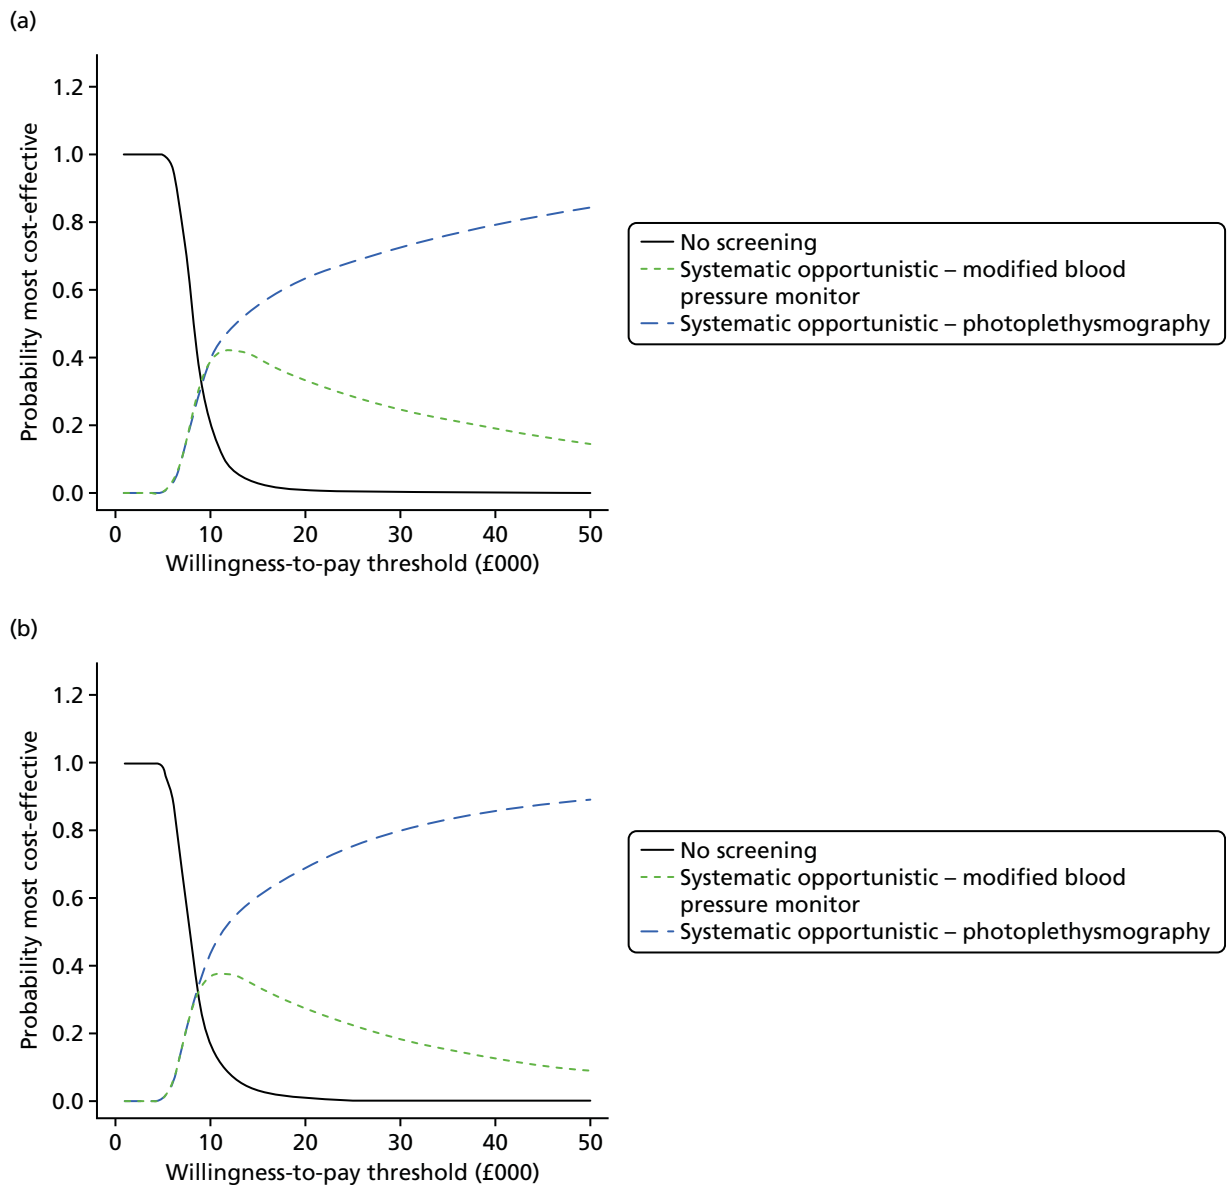 (a)
1.2
1.0
0.8
0.6
0.4
0.2
0.0
Probability most cost-effective
0 10 20 30 40 50
Willingness-to-pay threshold (£000)
No screening
Systematic opportunistic – modified blood
pressure monitor
Systematic opportunistic – photoplethysmography
(b)
1.2
1.0
0.8
0.6
0.4
0.2
0.0
Probability most cost-effective
0 10 20 30 40 50
Willingness-to-pay threshold (£000)
No screening
Systematic opportunistic – modified blood
pressure monitor
Systematic opportunistic – photoplethysmography